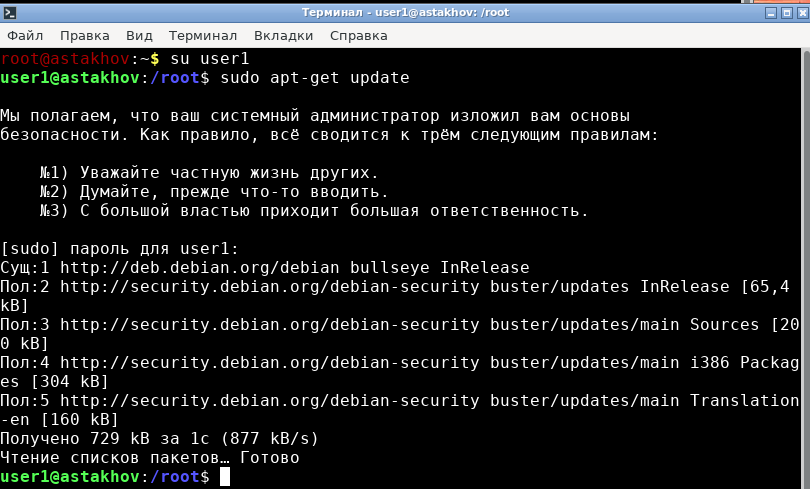 Терминал - user1@astakhov: /root
Файл Правка Вид Терминал Вкладки Справка
root@astakhov:~$ su user1
user1@astakhov:/root$ sudo apt-get update
Мы полагаем, что ваш системный администратор изложил вам основы
безопасности. Как правило, всё сводится к трём следующим правилам:
№1) Уважайте частную жизнь других.
№2) Думайте, прежде что-то вводить.
№3) С большой властью приходит большая ответственность.
[sudo] пароль для user1:
Сущ:1 http://deb.debian.org/debian bullseye InRelease
Пол:2 http://security.debian.org/debian-security buster/updates InRelease [65,4
kB]
Пол:3 http://security.debian.org/debian-security buster/updates/main Sources [20
0 kB]
Пол:4 http://security.debian.org/debian-security buster/updates/main i386 Packag
es [304 kB]
Пол:5 http://security.debian.org/debian-security buster/updates/main Translation
-en [160 kB]
Получено 729 kB за 1с (877 kB/s)
Чтение списков пакетов… Готово
user1@astakhov:/root$